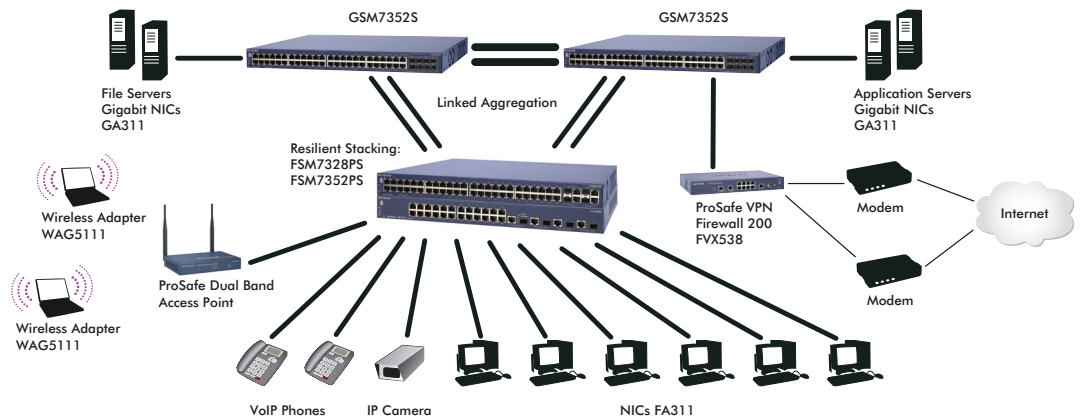 GSM7352S
GSM7352S
File Servers
Gigabit NICs
GA311
Linked Aggregation
Application Servers
Gigabit NICs
GA311
Resilient Stacking:
FSM7328PS
FSM7352PS
Wireless Adapter
WAG5111
ProSafe VPN
Firewall 200
FVX538
Modem
Internet
ProSafe Dual Band
Access Point
Modem
Wireless Adapter
WAG5111
VoIP Phones
IP Camera
NICs FA311